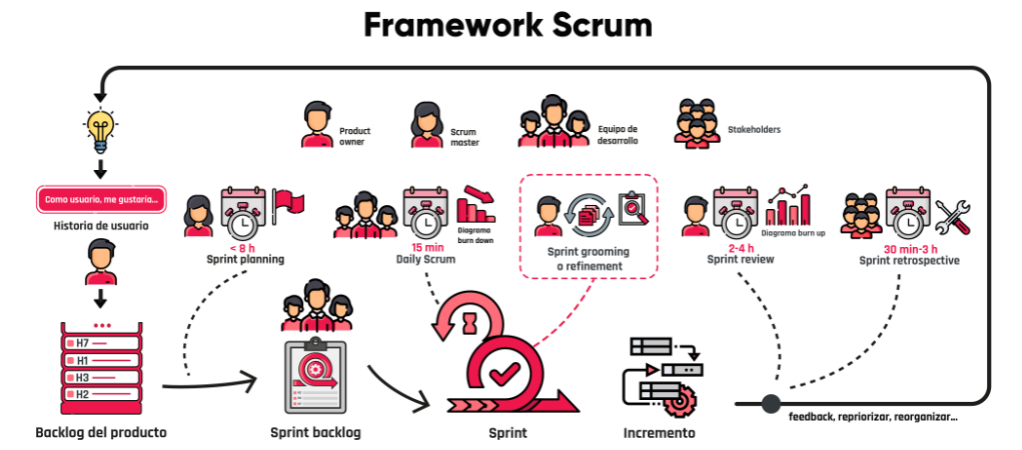 Framework Scrum
Product
owner
Scrum
master
Equipo de
desarrollo
Stakeholders
Como usuario, me gustaría...
Historia de usuario
< 8 h
Sprint planning
15 min
Daily Scrum
Diagrama
burn down
Sprint grooming
o refinement
2-4 h
Sprint review
Diagrama burn up
30 min-3 h
Sprint retrospective
H7
H1
H3
H2
Backlog del producto
Sprint backlog
Sprint
Incremento
feedback, repriorizar, reorganizar...